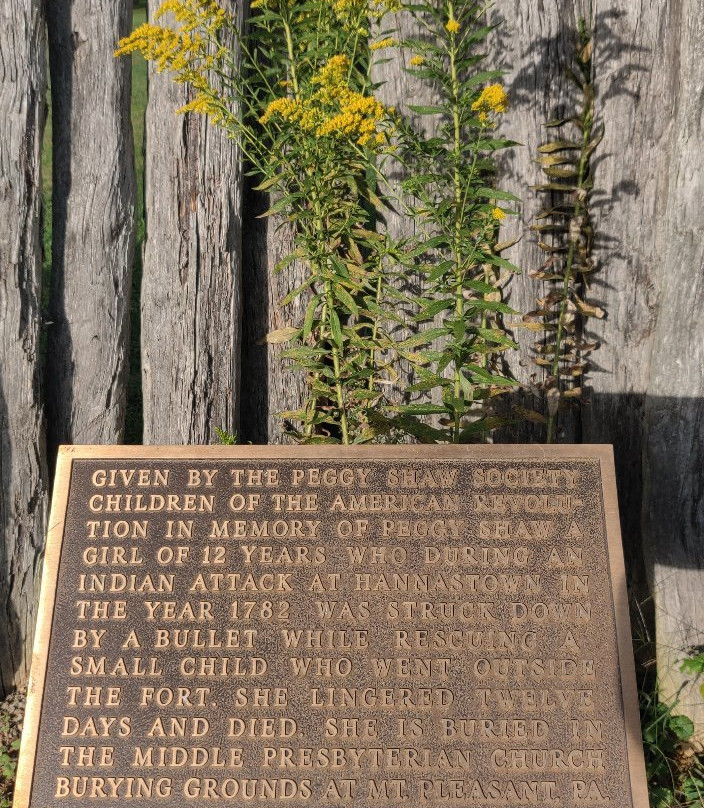 GIVEN BY THE PEGGY SHAW SOCIETY
CHILDREN OF THE AMERICAN REVOLU-
TION IN MEMORY OF PEGGY SHAW A
GIRL OF 12 YEARS WHO DURING AN
INDIAN ATTACK AT HANNASTOWN IN
THE YEAR 1782 WAS STRUCK DOWN
BY A BULLET WHILE RESCUING A
SMALL CHILD WHO WENT OUTSIDE
THE FORT. SHE LINGERED TWELVE
DAYS AND DIED. SHE IS BURIED IN
THE MIDDLE PRESBYTERIAN CHURCH
BURYING GROUNDS AT MT. PLEASANT, PA.